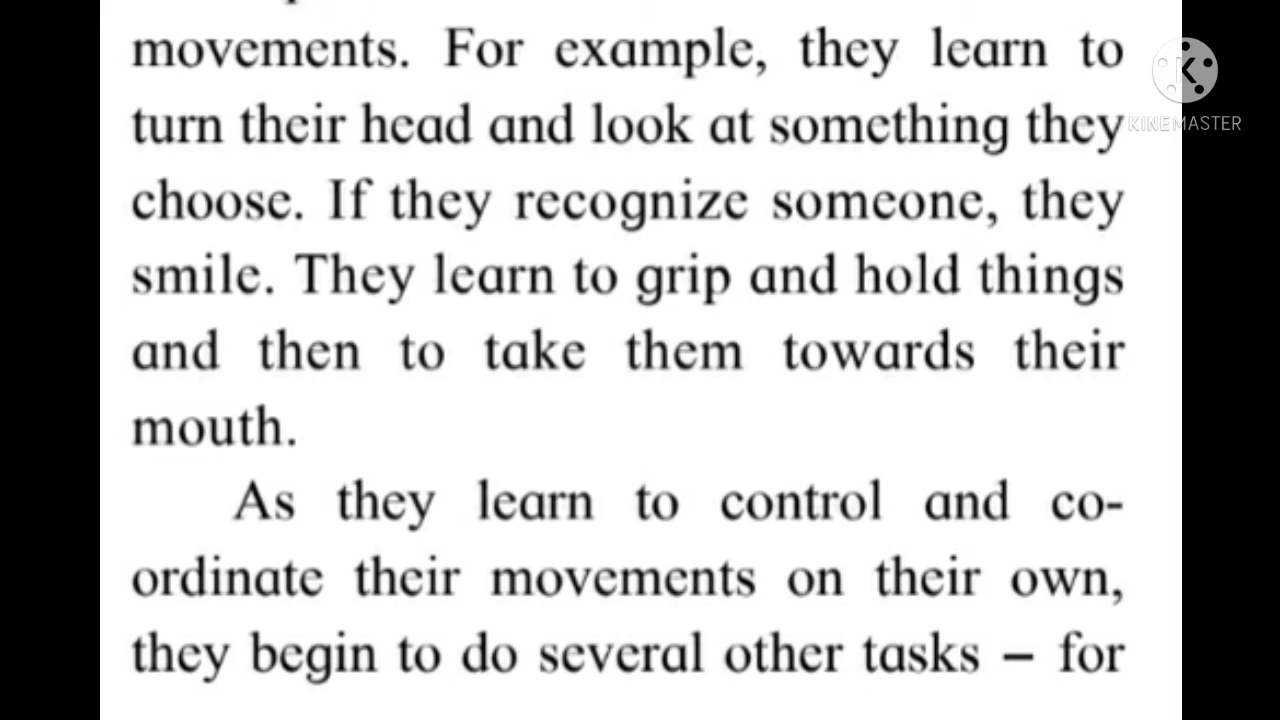 movements. For example, they learn to
turn their head and look at something they
choose. If they recognize someone, they
smile. They learn to grip and hold things
and then to take them towards their
mouth.
As they learn to control and co-
ordinate their movements on their own,
they begin to do several other tasks – for
K
KINEMASTER